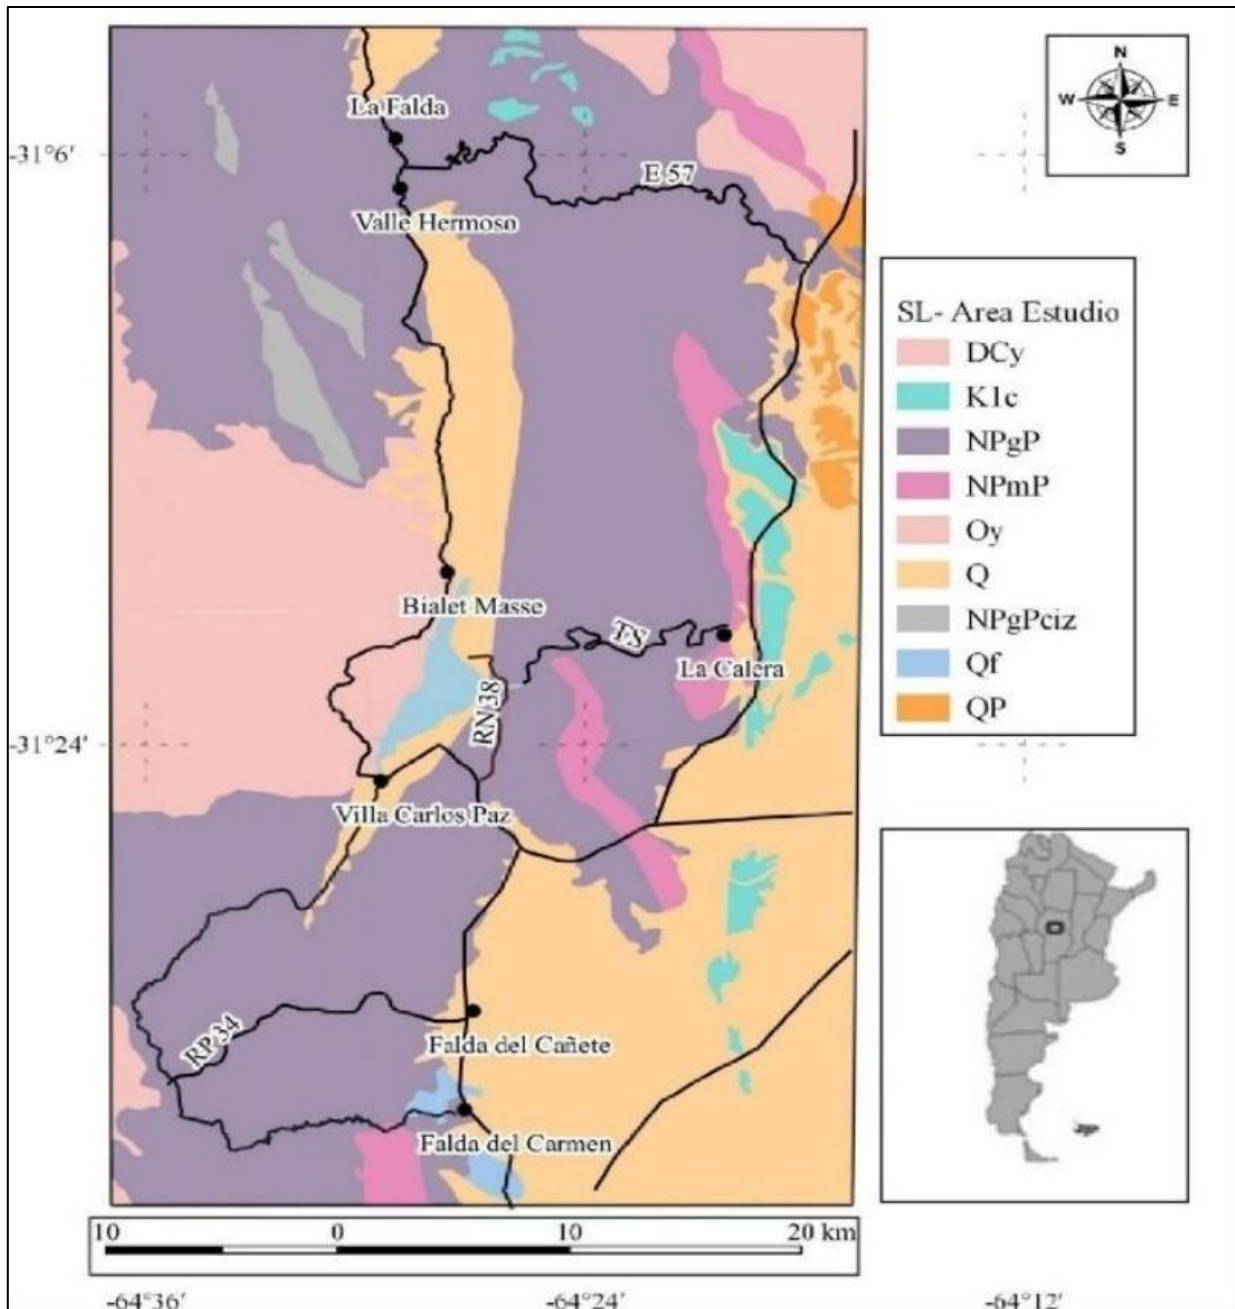 N
W E
S
La Falda
-31°6'
E 57
Valle Hermoso
SL- Area Estudio
DCy
K1c
NPgP
NPmP
Oy
Q
NPgPciz
Qf
QP
Bialet Masse
TS
La Calera
RN 38
-31°24'
Villa Carlos Paz
RP 34
Falda del Cañete
Falda del Carmen
10 0 10 20 km
-64°36' -64°24' -64°12'